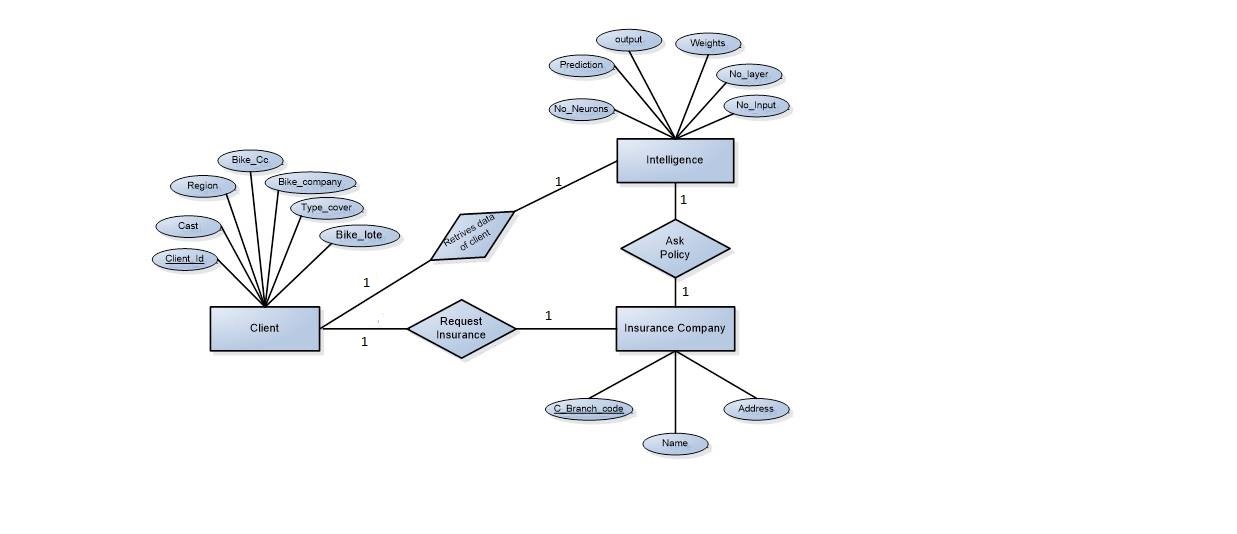 output
Weights
Prediction
No_layer
No_Neurons
No_Input
Intelligence
Bike_Cc
Region
Bike_company
Type_cover
Cast
Bike_lote
Client_Id
1
1
Retrives data
of client
Ask
Policy
1
1
Client
1
Request
Insurance
1
Insurance Company
1
C_Branch_code
Address
Name